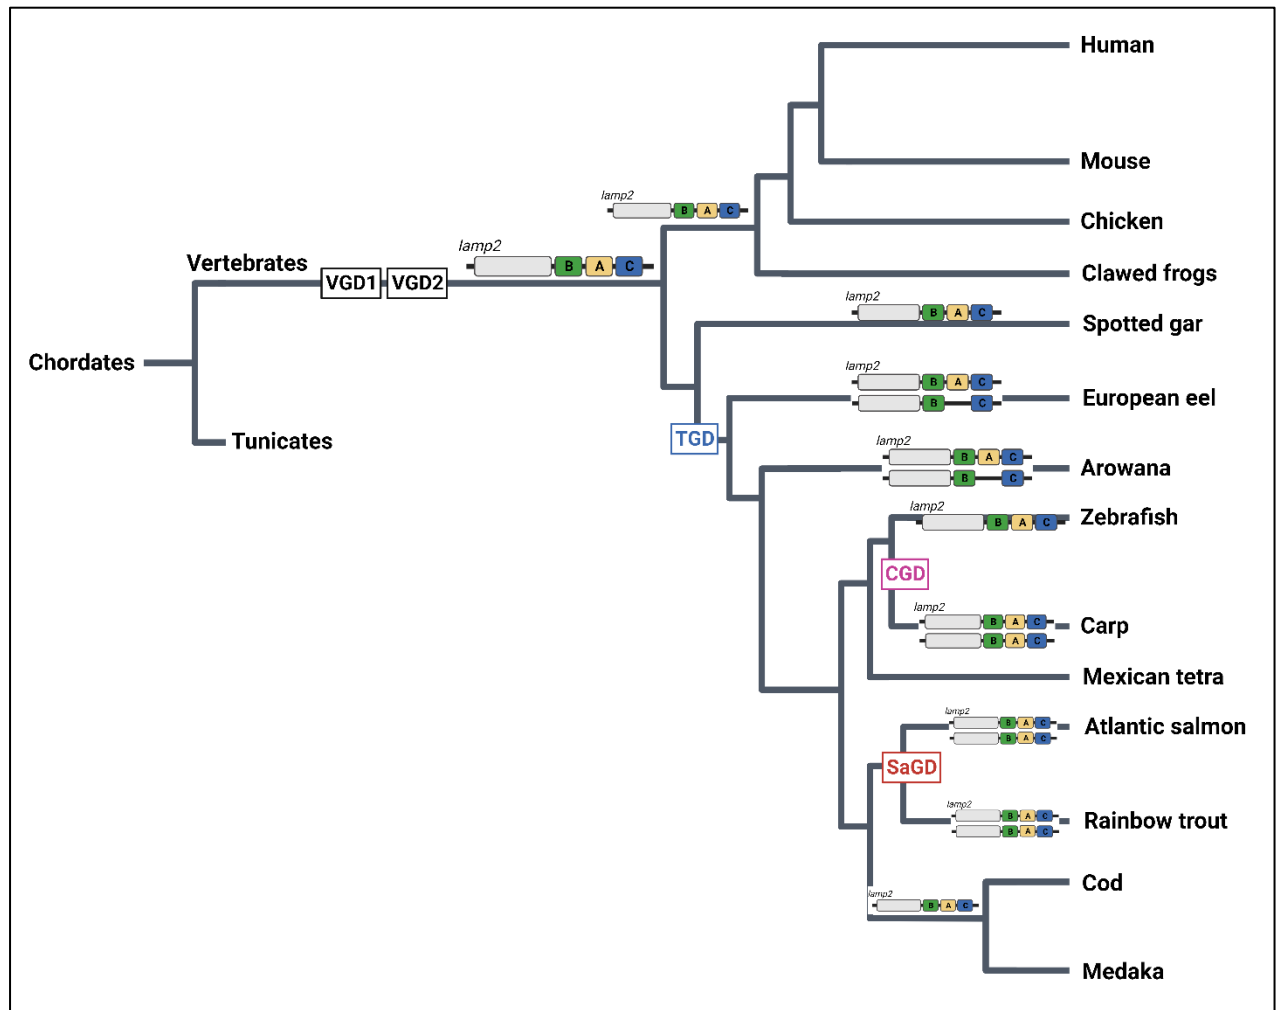 Human
Mouse
lamp2
B A C
Chicken
lamp2
B A C
Vertebrates
VGD1 VGD2
Clawed frogs
lamp2
B A C
Spotted gar
Chordates
lamp2
B A C
B C
European eel
TGD
Tunicates
lamp2
B A C
B C
Arowana
lamp2
B A C
Zebrafish
CGD
lamp2
B A C
B A C
Carp
Mexican tetra
lamp2
B A C
B A C
Atlantic salmon
SaGD
lamp2
B A C
B A C
Rainbow trout
Cod
lamp2
B A C
Medaka